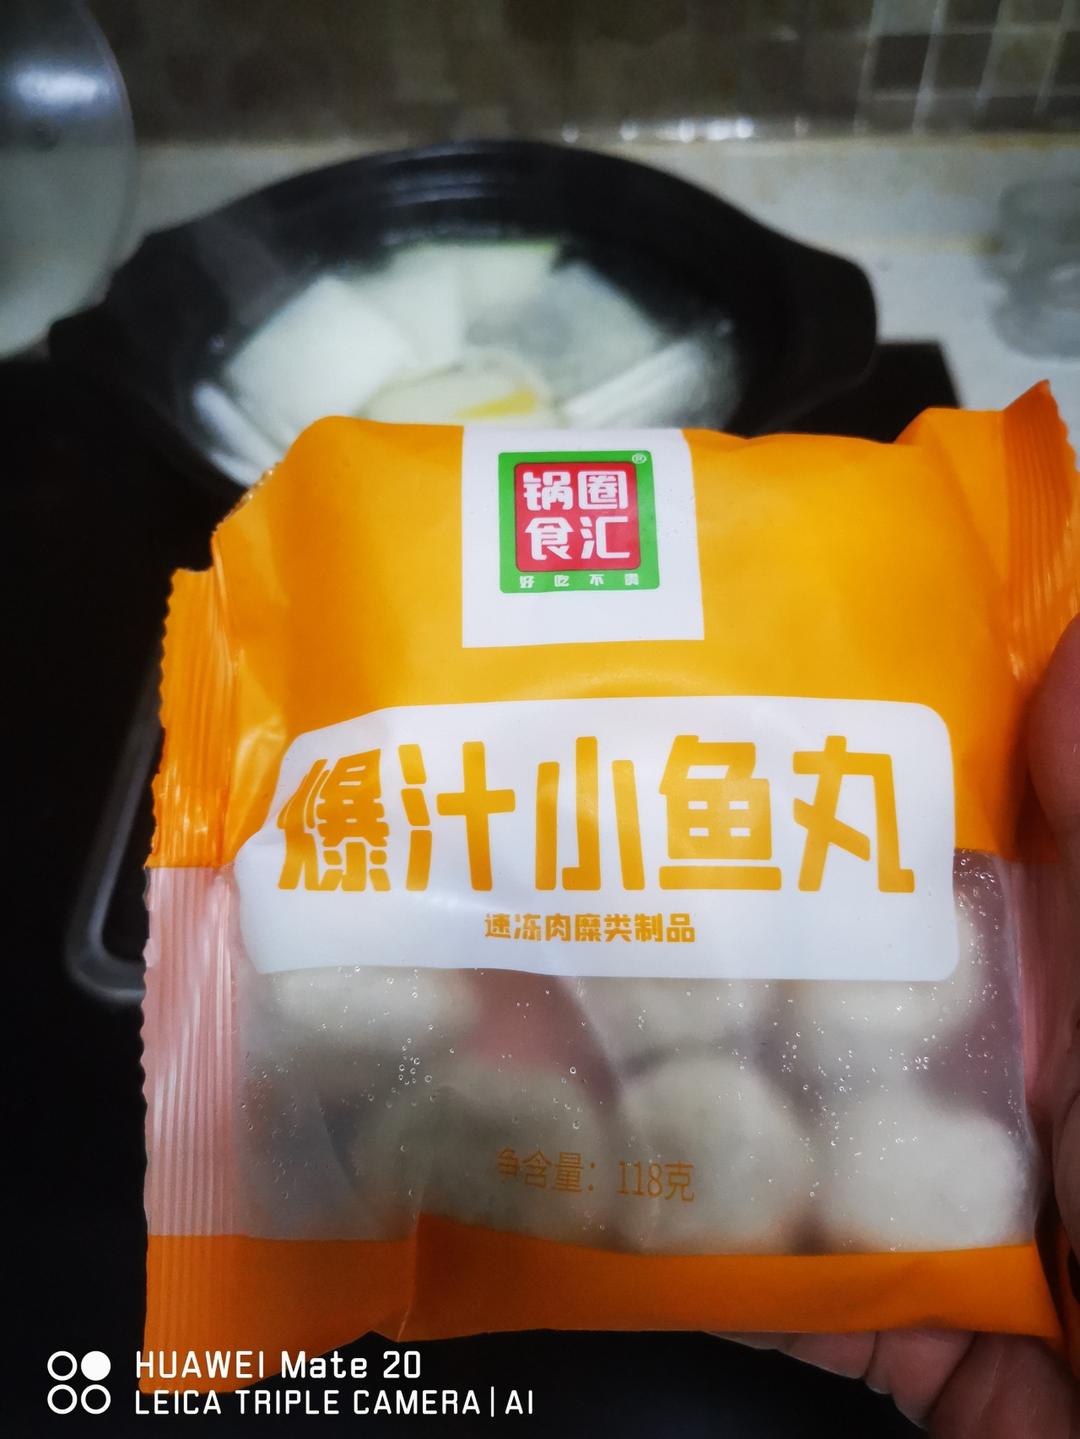 锅圈
食汇
®
好吃不贵
爆汁小鱼丸
速冻肉糜类制品
净含量：118克
HUAWEI Mate 20
LEICA TRIPLE CAMERA | AI